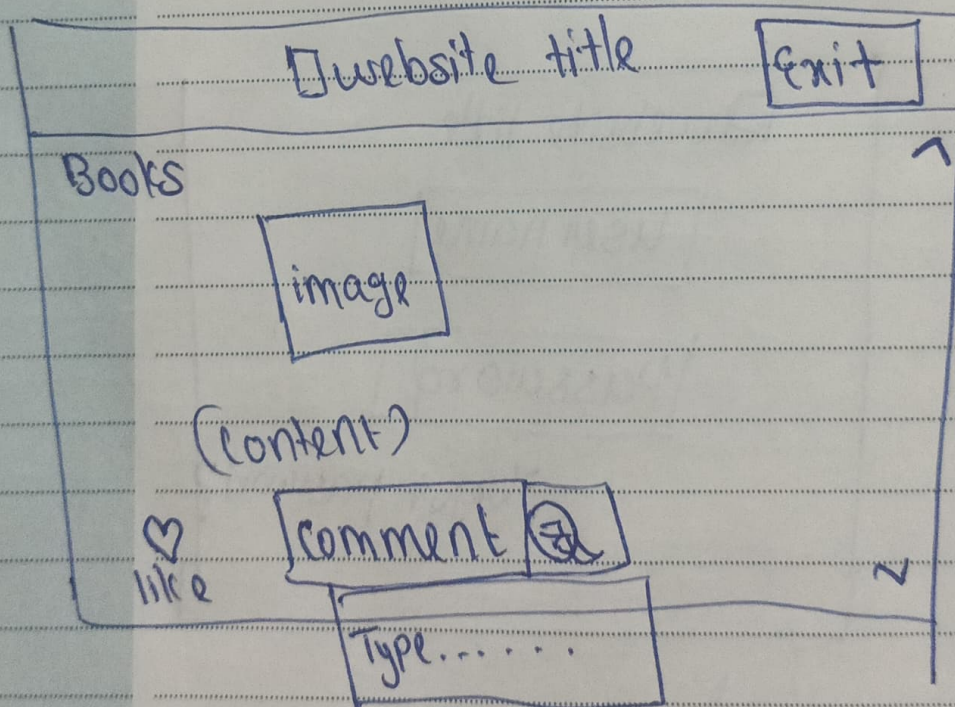 website title
Exit
Books
image
(content)
comment
like
Type.......